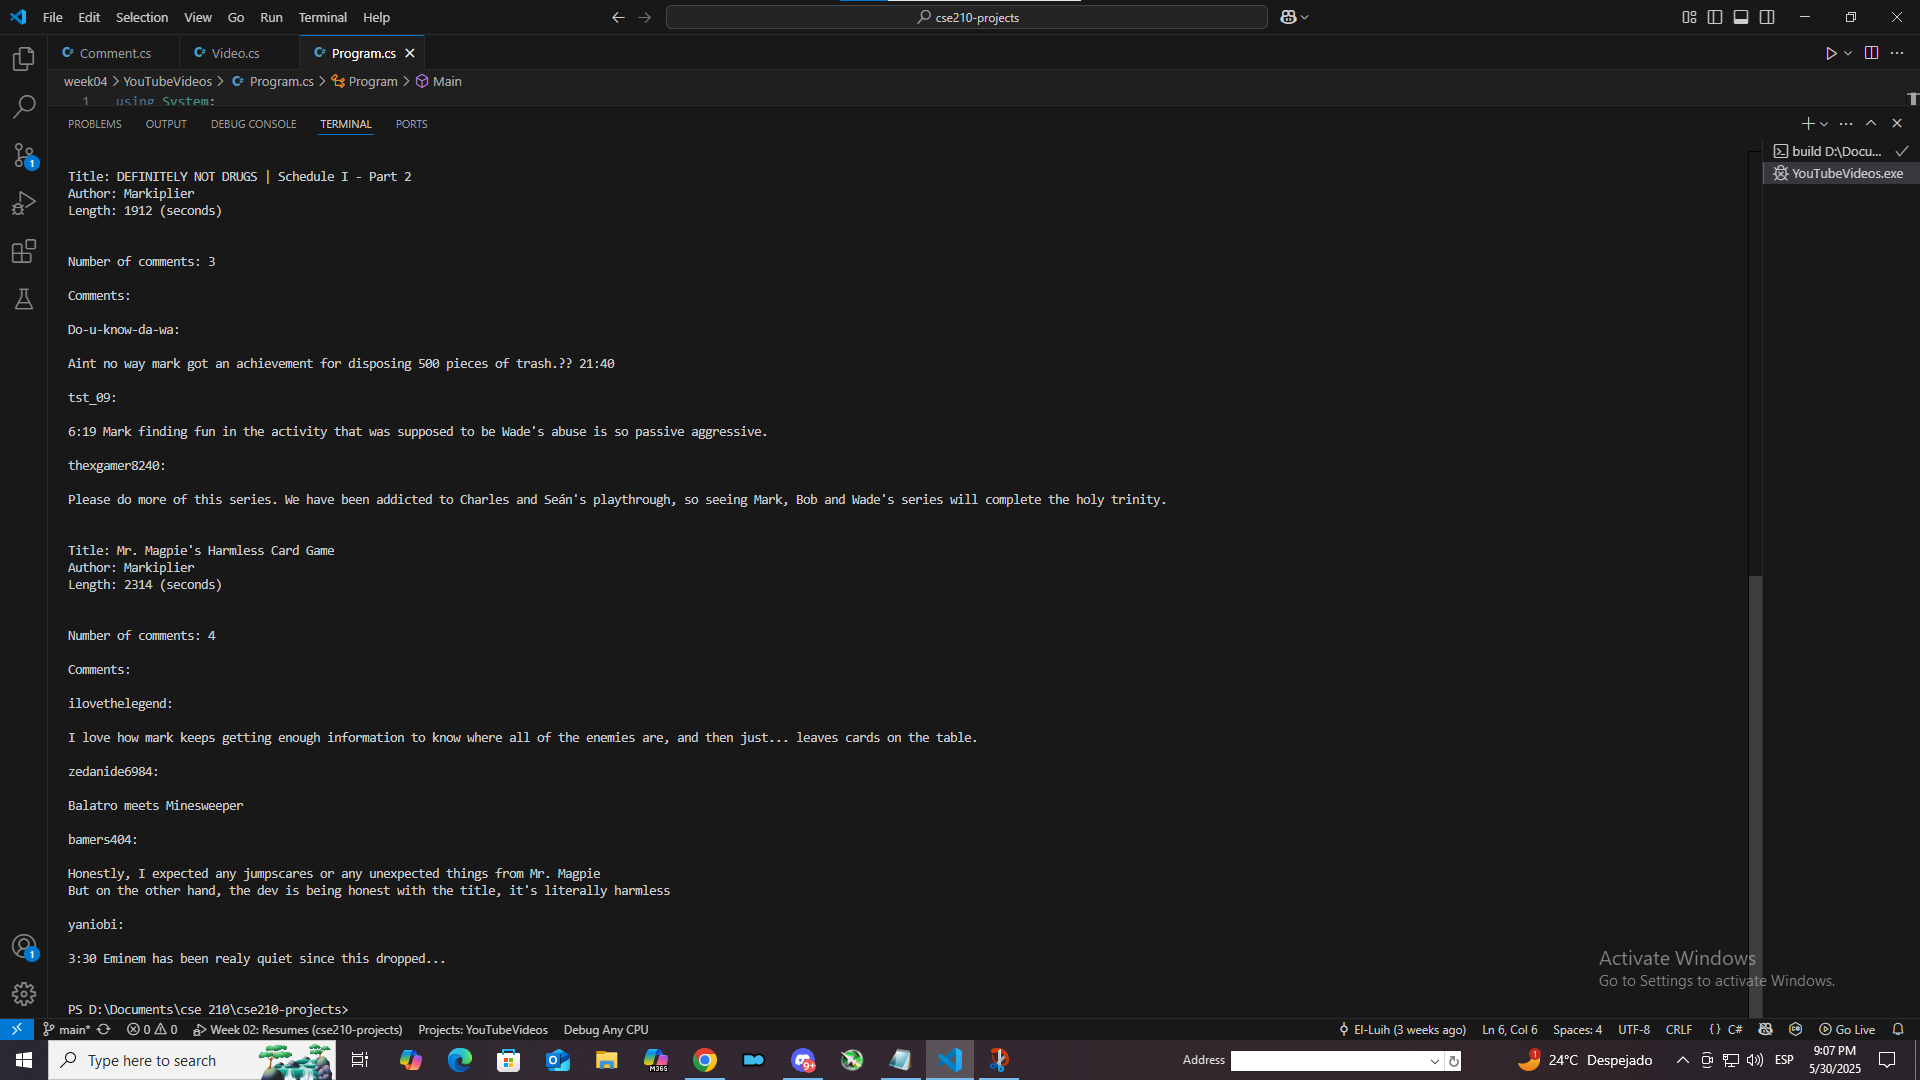 File Edit Selection View Go Run Terminal Help
cse210-projects
Comment.cs Video.cs Program.cs
week04 > YouTubeVideos > Program.cs > Program > Main
1 using System;
PROBLEMS OUTPUT DEBUG CONSOLE TERMINAL PORTS
build D:\Docu...
YouTubeVideos.exe
Title: DEFINITELY NOT DRUGS | Schedule I - Part 2
Author: Markiplier
Length: 1912 (seconds)
Number of comments: 3
Comments:
Do-u-know-da-wa:
Aint no way mark got an achievement for disposing 500 pieces of trash.?? 21:40
tst_09:
6:19 Mark finding fun in the activity that was supposed to be Wade's abuse is so passive aggressive.
thexgamer8240:
Please do more of this series. We have been addicted to Charles and Seán's playthrough, so seeing Mark, Bob and Wade's series will complete the holy trinity.
Title: Mr. Magpie's Harmless Card Game
Author: Markiplier
Length: 2314 (seconds)
Number of comments: 4
Comments:
ilovethelegend:
I love how mark keeps getting enough information to know where all of the enemies are, and then just... leaves cards on the table.
zedanide6984:
Balatro meets Minesweeper
bamers404:
Honestly, I expected any jumpscares or any unexpected things from Mr. Magpie
But on the other hand, the dev is being honest with the title, it's literally harmless
yaniobi:
3:30 Eminem has been realy quiet since this dropped...
PS D:\Documents\cse 210\cse210-projects>
Activate Windows
Go to Settings to activate Windows.
1
1
main* 0 0 Week 02: Resumes (cse210-projects) Projects: YouTubeVideos Debug Any CPU El-Luih (3 weeks ago) Ln 6, Col 6 Spaces: 4 UTF-8 CRLF {} C# Go Live
Type here to search M365 9+ Address 1 24°C Despejado ESP 9:07 PM
5/30/2025